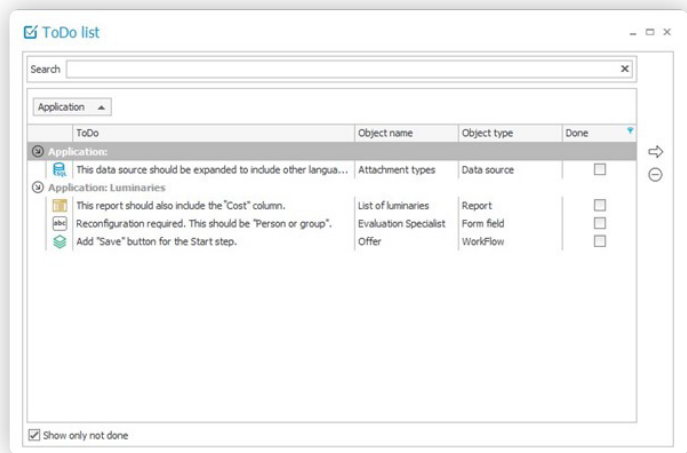 ToDo list
Search
Application
ToDo Object name Object type Done
Application:
SQL This data source should be expanded to include other langua... Attachment types Data source
Application: Luminaries
This report should also include the "Cost" column. List of luminaries Report
abc Reconfiguration required. This should be "Person or group". Evaluation Specialist Form field
Add "Save" button for the Start step. Offer WorkFlow
Show only not done